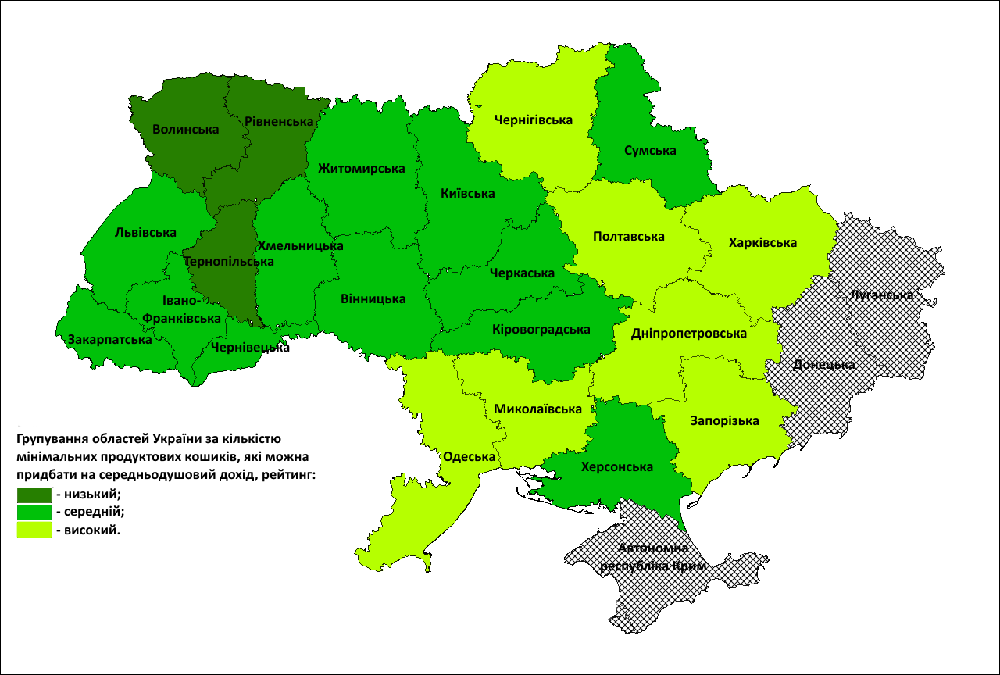 Чернігівська
Волинська
Рівненська
Сумська
Житомирська
Київська
Львівська
Хмельницька
Полтавська
Харківська
Тернопільська
Черкаська
Луганська
Івано-
Франківська
Вінницька
Кіровоградська
Дніпропетровська
Закарпатська
Чернівецька
Донецька
Миколаївська
Запорізька
Одеська
Херсонська
Автономна
республіка Крим
Групування областей України за кількістю
мінімальних продуктових кошиків, які можна
придбати на середньодушовий дохід, рейтинг:
- низький;
- середній;
- високий.